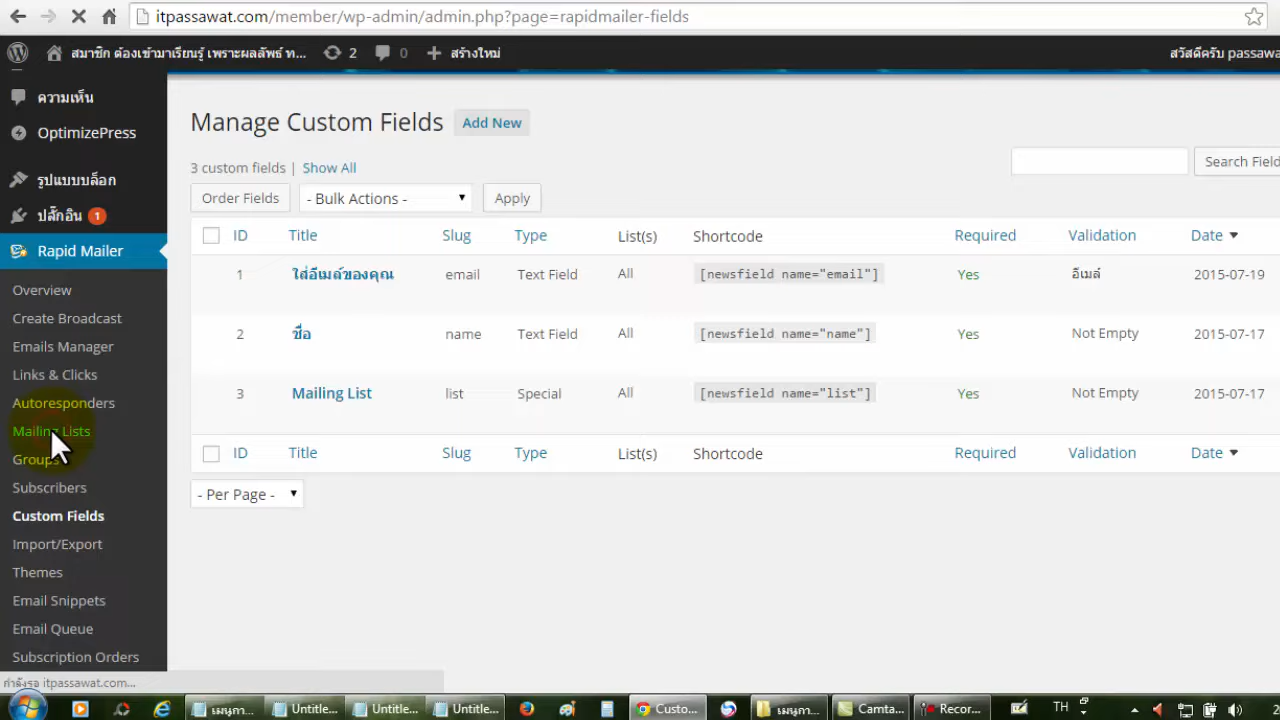 itpassawat.com/member/wp-admin/admin.php?page=rapidmailer-fields
สมาชิก ต้องเข้ามาเรียนรู้ เพราะผลลัพธ์ ท... 2 0 สร้างใหม่ สวัสดีครับ passawa
ความเห็น
OptimizePress
รูปแบบบล็อก
ปลั๊กอิน 1
Rapid Mailer
Overview
Create Broadcast
Emails Manager
Links & Clicks
Autoresponders
Mailing Lists
Groups
Subscribers
Custom Fields
Import/Export
Themes
Email Snippets
Email Queue
Subscription Orders
Manage Custom Fields Add New
3 custom fields | Show All
Search Field
Order Fields - Bulk Actions - Apply
ID Title Slug Type List(s) Shortcode Required Validation Date
1 ใส่อีเมล์ของคุณ email Text Field All [newsfield name="email"] Yes อีเมล์ 2015-07-19
2 ชื่อ name Text Field All [newsfield name="name"] Yes Not Empty 2015-07-17
3 Mailing List list Special All [newsfield name="list"] Yes Not Empty 2015-07-17
ID Title Slug Type List(s) Shortcode Required Validation Date
- Per Page -
กำลังรอ itpassawat.com...
เมนูกา... Untitle... Untitle... Untitle... Custo... เมนูกา... Camta... Recor... TH